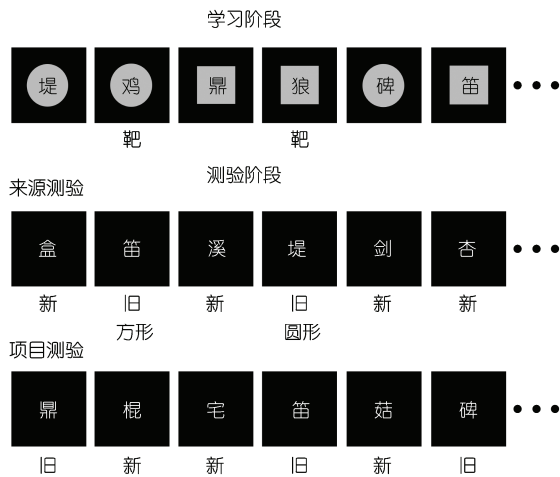 学习阶段
堤 鸡 鼎 狼 碑 笛
靶 靶
测验阶段
来源测验
盒 笛 溪 堤 剑 杏
新 旧 新 旧 新 新
方形 圆形
项目测验
鼎 棍 宅 笛 菇 碑
旧 新 新 旧 新 旧